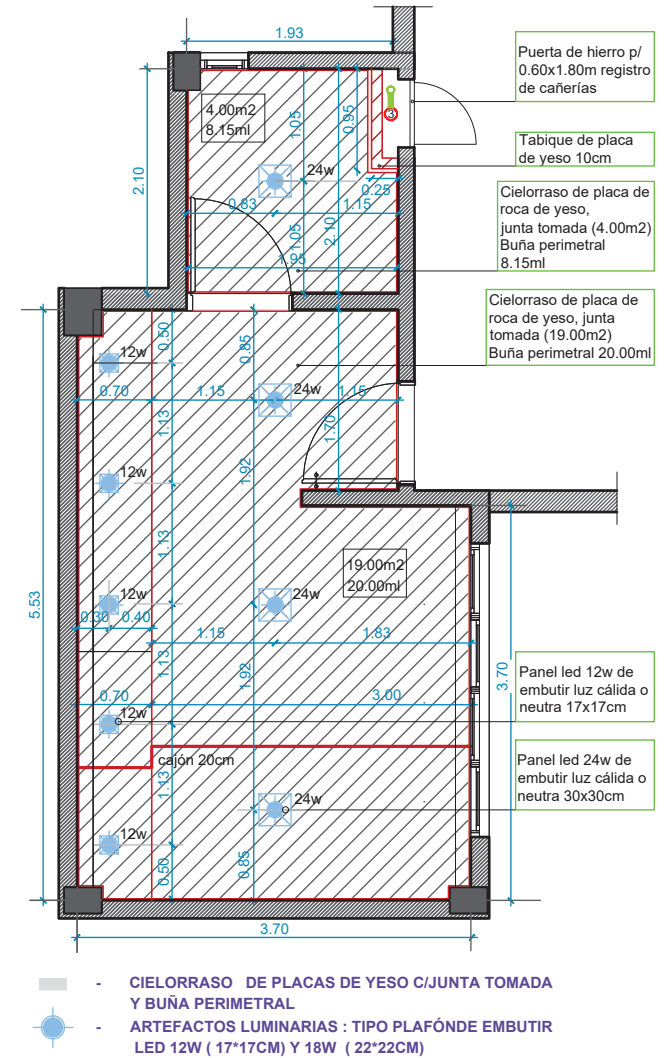 1.93
Puerta de hierro p/
0.60x1.80m registro
de cañerías
4.00m2
8.15ml
1.05
0.95
3
Tabique de placa
de yeso 10cm
2.10
24w
0.25
0.83
1.15
Cielorraso de placa de
roca de yeso,
junta tomada (4.00m2)
Buña perimetral
8.15ml
1.05
2.10
1.95
Cielorraso de placa de
roca de yeso, junta
tomada (19.00m2)
Buña perimetral 20.00ml
0.50
0.85
12w
24w
0.70
1.15
1.15
1.70
1.13
1.92
12w
1.13
19.00m2
20.00ml
5.53
12w
24w
0.30
0.40
1.15
1.83
1.13
1.92
3.70
Panel led 12w de
embutir luz cálida o
neutra 17x17cm
0.70
3.00
12w
cajón 20cm
1.13
24w
Panel led 24w de
embutir luz cálida o
neutra 30x30cm
12w
0.50
0.85
3.70
- CIELORRASO DE PLACAS DE YESO C/JUNTA TOMADA
Y BUÑA PERIMETRAL
- ARTEFACTOS LUMINARIAS : TIPO PLAFÓNDE EMBUTIR
LED 12W ( 17*17CM) Y 18W ( 22*22CM)